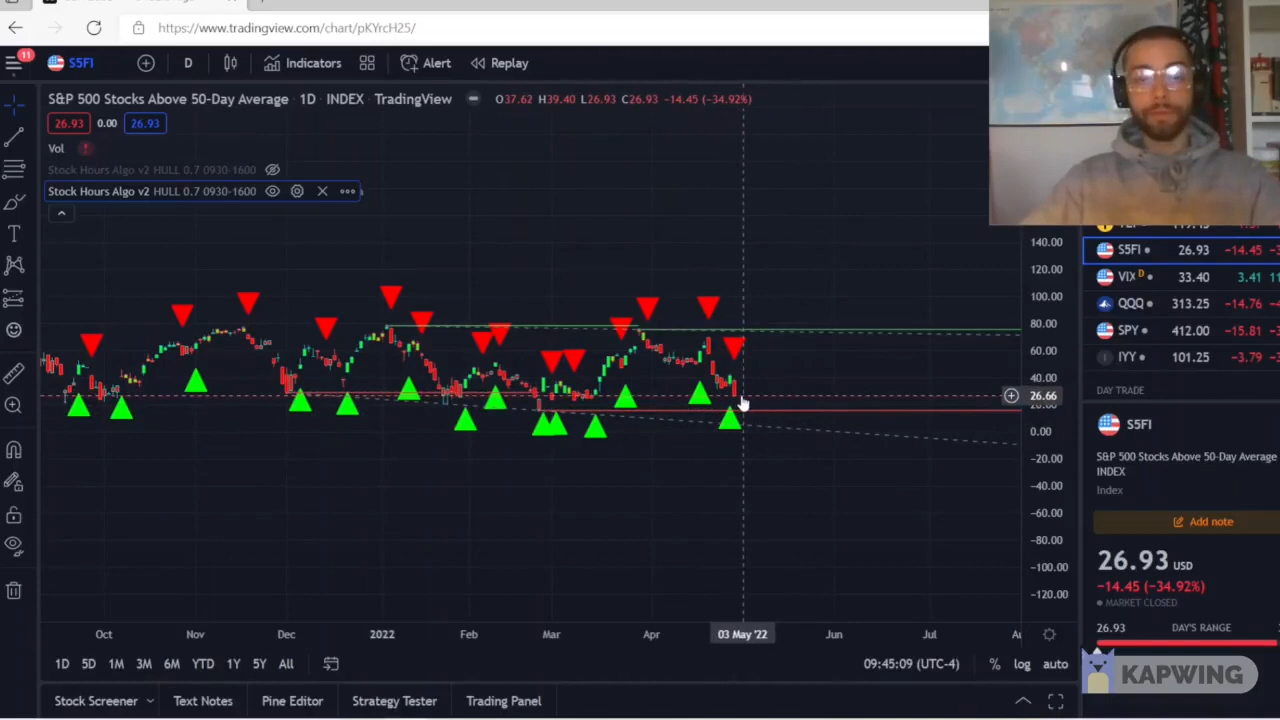 https://www.tradingview.com/chart/pKYrcH25/
11
S5FI
D
Indicators
Alert
Replay
S&P 500 Stocks Above 50-Day Average · 1D · INDEX · TradingView
O37.62 H39.40 L26.93 C26.93 −14.45 (−34.92%)
26.93 0.00 26.93
Vol
Stock Hours Algo v2 HULL 0.7 0930-1600
Stock Hours Algo v2 HULL 0.7 0930-1600
140.00
120.00
100.00
80.00
60.00
40.00
26.66
0.00
−20.00
−40.00
−60.00
−80.00
−100.00
−120.00
Oct Nov Dec 2022 Feb Mar Apr 03 May '22 Jun Jul
1D 5D 1M 3M 6M YTD 1Y 5Y All
09:45:09 (UTC-4)
% log auto
Stock Screener
Text Notes
Pine Editor
Strategy Tester
Trading Panel
S5FI 26.93 −14.45
VIX D 33.40 3.41
QQQ 313.25 −14.76
SPY 412.00 −15.81
IYY 101.25 −3.79
DAY TRADE
S5FI
S&P 500 Stocks Above 50-Day Average
INDEX
Index
Add note
26.93 USD
−14.45 (−34.92%)
MARKET CLOSED
26.93 DAY'S RANGE
KAPWING